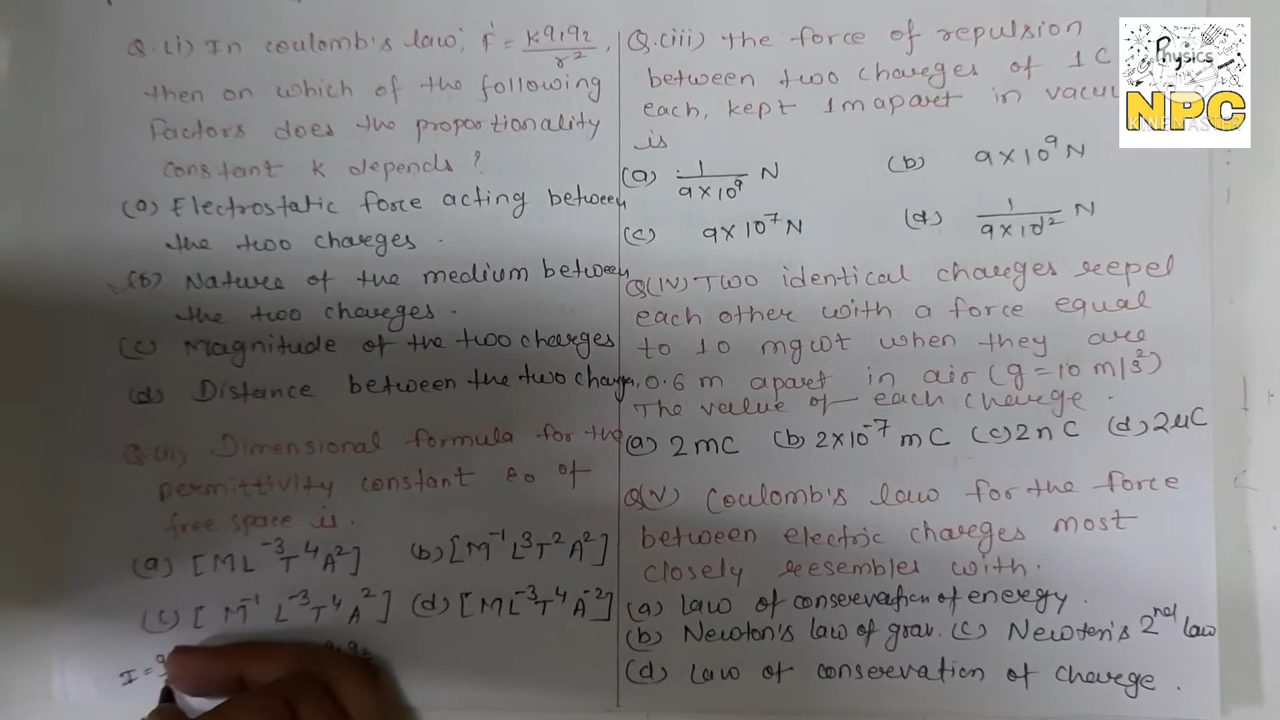 Q.(i) In coulomb's law, F = kq1q2/r2,
then on which of the following
factors does the proportionality
constant k depends?
(a) Electrostatic force acting between
the two charges.
(b) Nature of the medium between
the two charges.
(c) Magnitude of the two charges
(d) Distance between the two charges,
Q.(ii) Dimensional formula for the
permittivity constant ε0 of
free space is.
(a) [ML⁻³T⁴A²] (b) [M⁻¹L³T²A²]
(c) [M⁻¹L⁻³T⁴A²] (d) [ML⁻³T⁴A⁻²]
I = q
Q.(iii) The force of repulsion
between two charges of 1C
each, kept 1m apart in vacuu
is
(a) 1/9×10⁹ N (b) 9×10⁹ N
(c) 9×10⁷ N (d) 1/9×10¹² N
Q(IV) Two identical charges repel
each other with a force equal
to 10 mgwt when they are
0.6 m apart in air (g = 10 m/s²)
The value of each charge.
(a) 2mC (b) 2×10⁻⁷ mC (c) 2nC (d) 2μC
Q(V) Coulomb's law for the force
between electric charges most
closely resembles with.
(a) law of conservation of energy.
(b) Newton's law of grav. (c) Newton's 2nd law
(d) Law of conservation of charge.
Physics
NPC
KINEMASTER